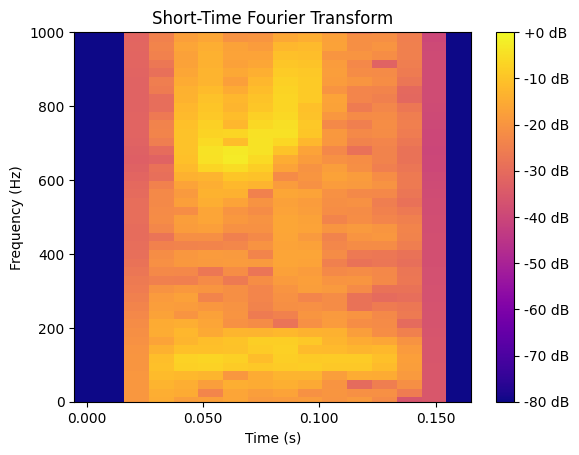 Short-Time Fourier Transform
1000
800
600
400
200
0
Frequency (Hz)
0.000
0.050
0.100
0.150
Time (s)
+0 dB
-10 dB
-20 dB
-30 dB
-40 dB
-50 dB
-60 dB
-70 dB
-80 dB